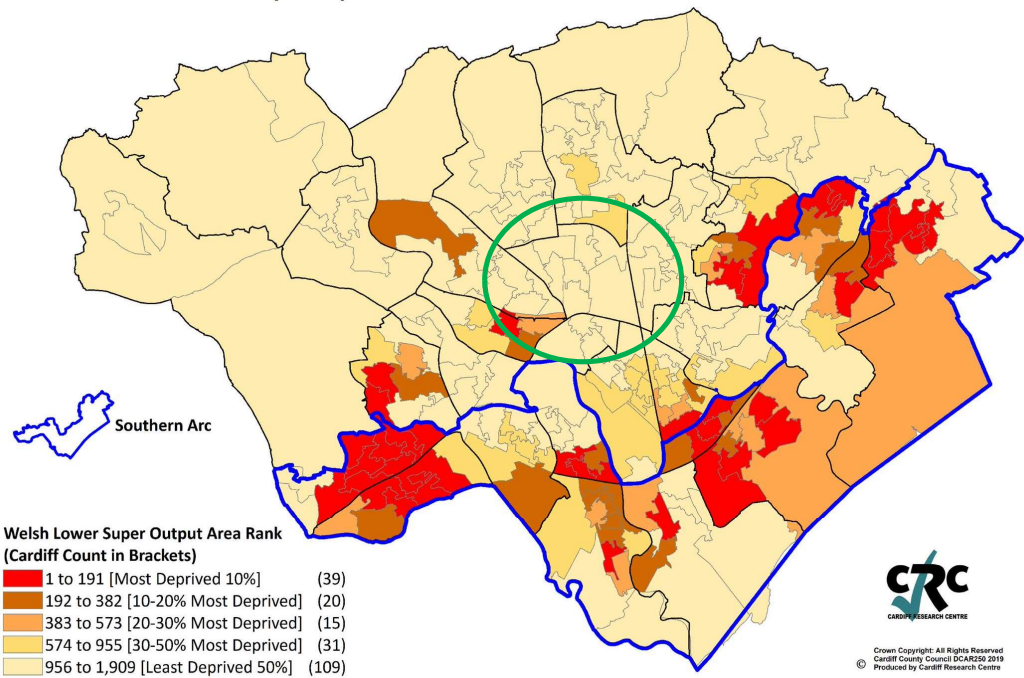 Southern Arc
Welsh Lower Super Output Area Rank
(Cardiff Count in Brackets)
1 to 191 [Most Deprived 10%] (39)
192 to 382 [10-20% Most Deprived] (20)
383 to 573 [20-30% Most Deprived] (15)
574 to 955 [30-50% Most Deprived] (31)
956 to 1,909 [Least Deprived 50%] (109)
CRC
CARDIFF RESEARCH CENTRE
Crown Copyright: All Rights Reserved
© Cardiff County Council DCAR250 2019
Produced by Cardiff Research Centre